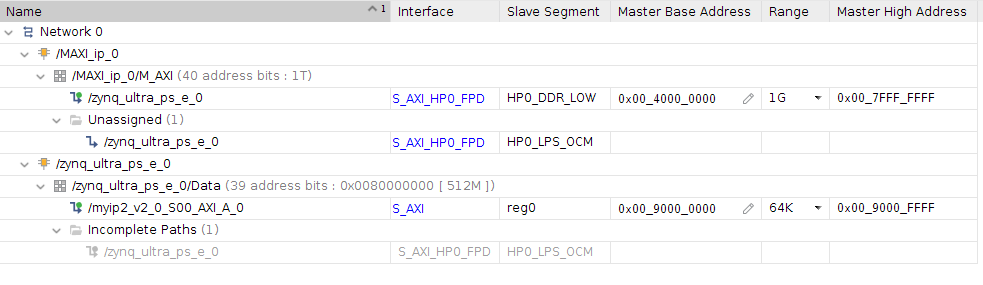 Name 1 Interface Slave Segment Master Base Address Range Master High Address
Network 0
/MAXI_ip_0
/MAXI_ip_0/M_AXI (40 address bits : 1T)
/zynq_ultra_ps_e_0 S_AXI_HP0_FPD HP0_DDR_LOW 0x00_4000_0000 1G 0x00_7FFF_FFFF
Unassigned (1)
/zynq_ultra_ps_e_0 S_AXI_HP0_FPD HP0_LPS_OCM
/zynq_ultra_ps_e_0
/zynq_ultra_ps_e_0/Data (39 address bits : 0x0080000000 [ 512M ])
/myip2_v2_0_S00_AXI_A_0 S_AXI reg0 0x00_9000_0000 64K 0x00_9000_FFFF
Incomplete Paths (1)
/zynq_ultra_ps_e_0 S_AXI_HP0_FPD HP0_LPS_OCM